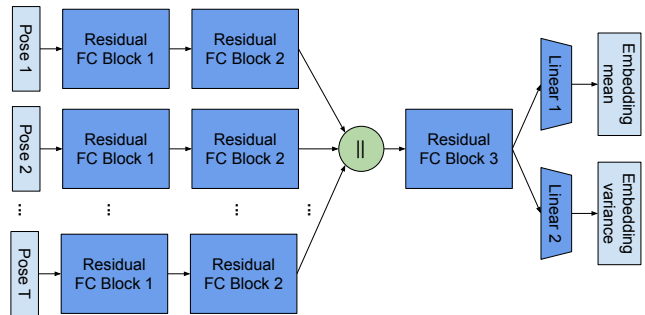 Pose 1
Residual
FC Block 1
Residual
FC Block 2
Pose 2
Residual
FC Block 1
Residual
FC Block 2
...
...
...
...
Pose T
Residual
FC Block 1
Residual
FC Block 2
||
Residual
FC Block 3
Linear 1
Embedding
mean
Linear 2
Embedding
variance